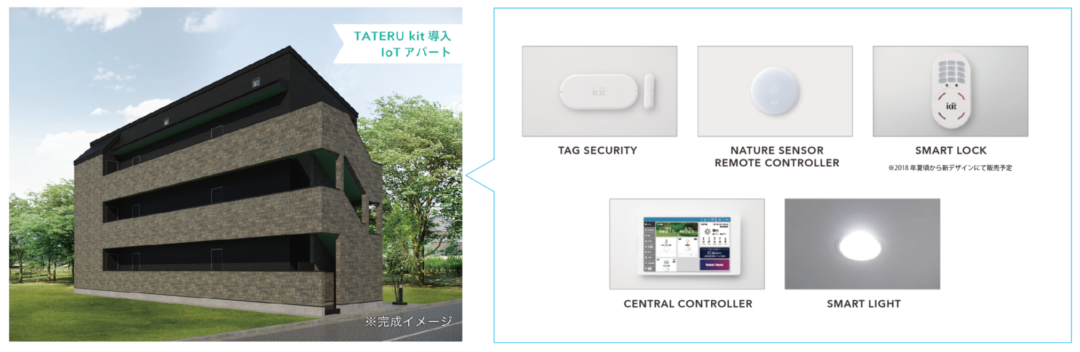 TATERU kit 導入
IoT アパート
※完成イメージ
kit
TAG SECURITY
NATURE SENSOR
REMOTE CONTROLLER
kit
SMART LOCK
※2018 年夏頃から新デザインにて販売予定
CENTRAL CONTROLLER
SMART LIGHT